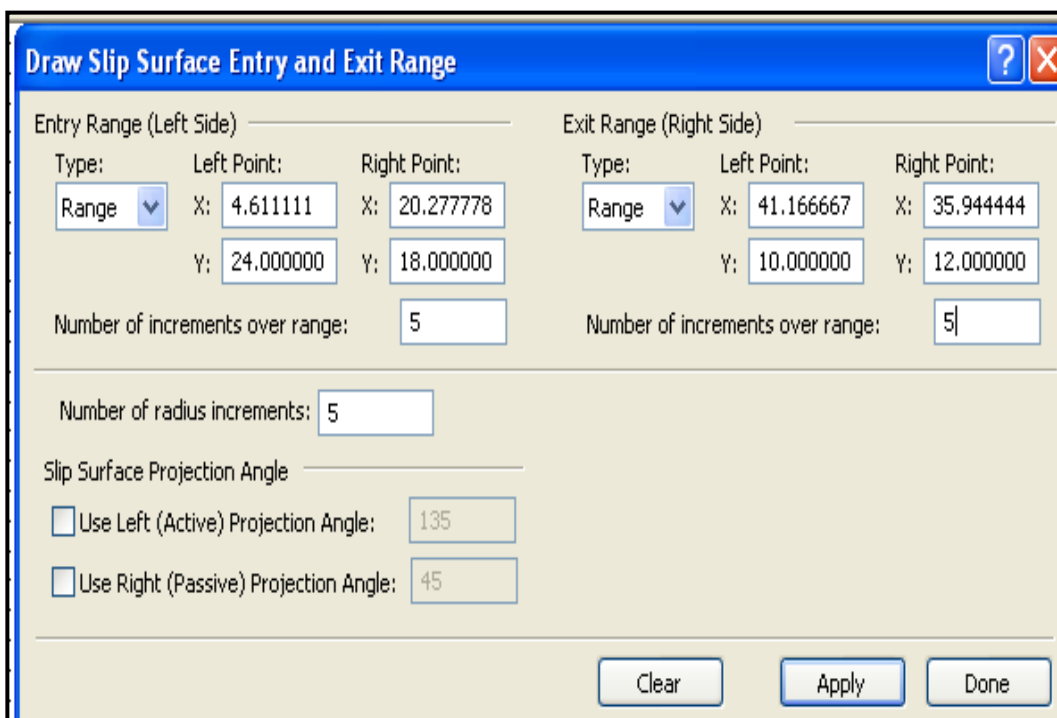 Draw Slip Surface Entry and Exit Range
Entry Range (Left Side)
Type: Left Point: Right Point:
Range X: 4.611111 X: 20.277778
Y: 24.000000 Y: 18.000000
Number of increments over range: 5
Exit Range (Right Side)
Type: Left Point: Right Point:
Range X: 41.166667 X: 35.944444
Y: 10.000000 Y: 12.000000
Number of increments over range: 5
Number of radius increments: 5
Slip Surface Projection Angle
Use Left (Active) Projection Angle: 135
Use Right (Passive) Projection Angle: 45
Clear Apply Done